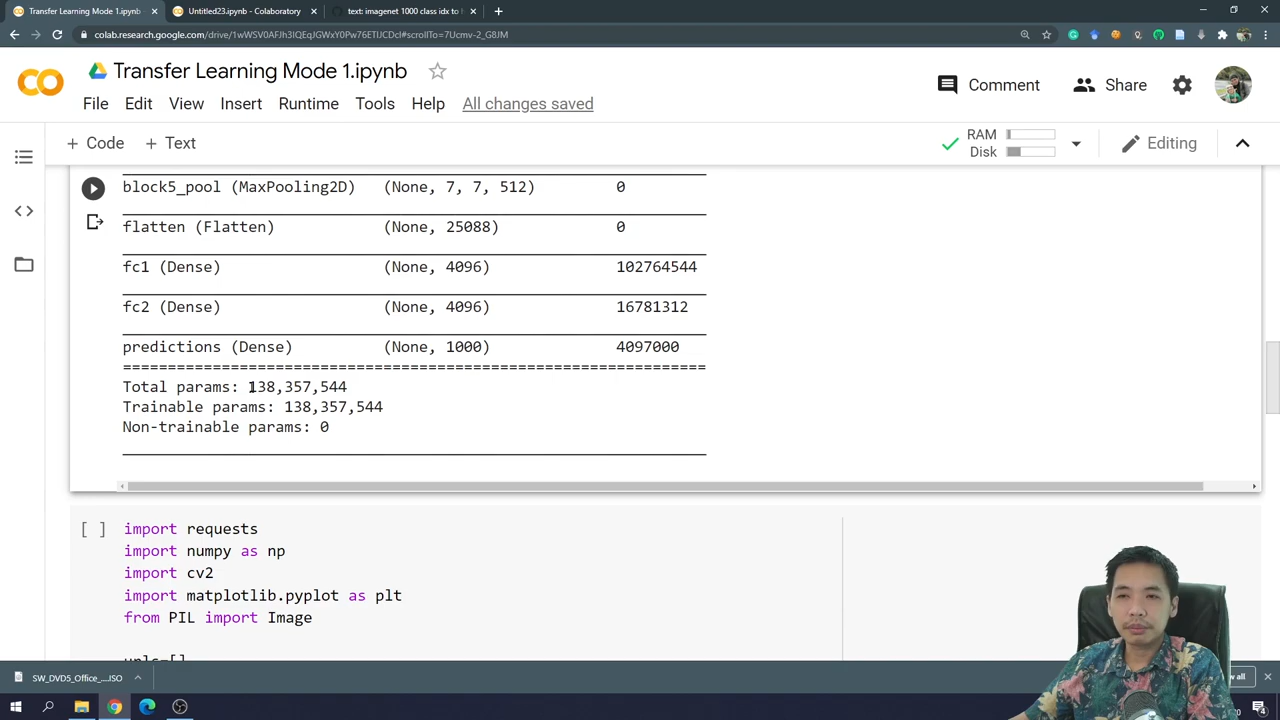 Transfer Learning Mode 1.ipynb
Untitled23.ipynb - Colaboratory
text: imagenet 1000 class idx to
colab.research.google.com/drive/1wWSV0AFJh3IQEqJGWxY0Pw76ETIJCDcI#scrollTo=7Ucmv-2_G8JM
Transfer Learning Mode 1.ipynb
Comment
Share
File Edit View Insert Runtime Tools Help All changes saved
+ Code + Text
RAM
Disk
Editing
block5_pool (MaxPooling2D) (None, 7, 7, 512) 0
flatten (Flatten) (None, 25088) 0
fc1 (Dense) (None, 4096) 102764544
fc2 (Dense) (None, 4096) 16781312
predictions (Dense) (None, 1000) 4097000
=================================================================
Total params: 138,357,544
Trainable params: 138,357,544
Non-trainable params: 0
[ ] import requests
import numpy as np
import cv2
import matplotlib.pyplot as plt
from PIL import Image
urls=[]
SW_DVD5_Office_....ISO